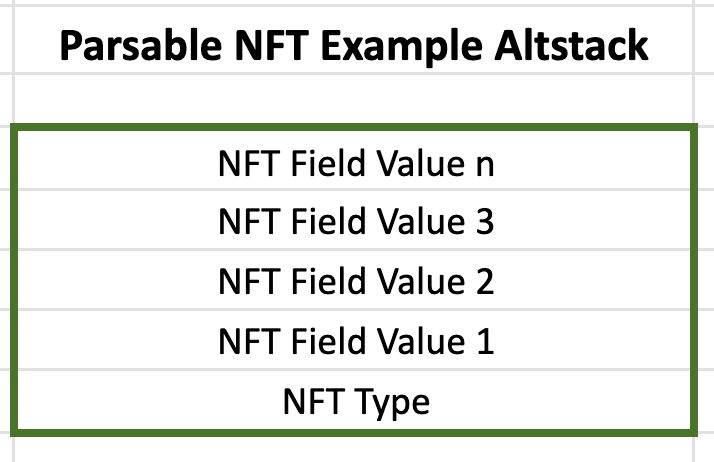 Parsable NFT Example Altstack
NFT Field Value n
NFT Field Value 3
NFT Field Value 2
NFT Field Value 1
NFT Type